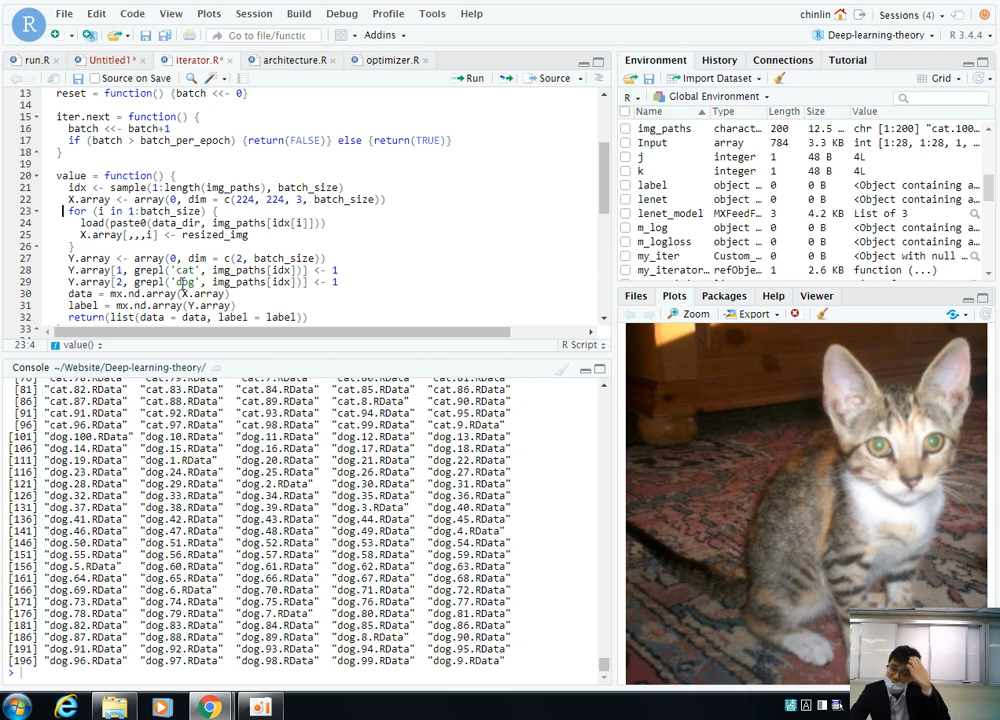 File Edit Code View Plots Session Build Debug Profile Tools Help
chinlin Sessions (4)
Go to file/functic Addins
Deep-learning-theory R 3.4.4
run.R Untitled1* iterator.R* architecture.R optimizer.R
Source on Save Run Source
13 reset = function() {batch <<- 0}
14
15 iter.next = function() {
16 batch <<- batch+1
17 if (batch > batch_per_epoch) {return(FALSE)} else {return(TRUE)}
18 }
19
20 value = function() {
21 idx <- sample(1:length(img_paths), batch_size)
22 X.array <- array(0, dim = c(224, 224, 3, batch_size))
23 for (i in 1:batch_size) {
24 load(paste0(data_dir, img_paths[idx[i]]))
25 X.array[,,,i] <- resized_img
26 }
27 Y.array <- array(0, dim = c(2, batch_size))
28 Y.array[1, grepl('cat', img_paths[idx])] <- 1
29 Y.array[2, grepl('dog', img_paths[idx])] <- 1
30 data = mx.nd.array(X.array)
31 label = mx.nd.array(Y.array)
32 return(list(data = data, label = label))
33
23:4 value() R Script
Console ~/Website/Deep-learning-theory/
[81] "cat.82.RData" "cat.83.RData" "cat.84.RData" "cat.85.RData" "cat.86.RData"
[86] "cat.87.RData" "cat.88.RData" "cat.89.RData" "cat.8.RData" "cat.90.RData"
[91] "cat.91.RData" "cat.92.RData" "cat.93.RData" "cat.94.RData" "cat.95.RData"
[96] "cat.96.RData" "cat.97.RData" "cat.98.RData" "cat.99.RData" "cat.9.RData"
[101] "dog.100.RData" "dog.10.RData" "dog.11.RData" "dog.12.RData" "dog.13.RData"
[106] "dog.14.RData" "dog.15.RData" "dog.16.RData" "dog.17.RData" "dog.18.RData"
[111] "dog.19.RData" "dog.1.RData" "dog.20.RData" "dog.21.RData" "dog.22.RData"
[116] "dog.23.RData" "dog.24.RData" "dog.25.RData" "dog.26.RData" "dog.27.RData"
[121] "dog.28.RData" "dog.29.RData" "dog.2.RData" "dog.30.RData" "dog.31.RData"
[126] "dog.32.RData" "dog.33.RData" "dog.34.RData" "dog.35.RData" "dog.36.RData"
[131] "dog.37.RData" "dog.38.RData" "dog.39.RData" "dog.3.RData" "dog.40.RData"
[136] "dog.41.RData" "dog.42.RData" "dog.43.RData" "dog.44.RData" "dog.45.RData"
[141] "dog.46.RData" "dog.47.RData" "dog.48.RData" "dog.49.RData" "dog.4.RData"
[146] "dog.50.RData" "dog.51.RData" "dog.52.RData" "dog.53.RData" "dog.54.RData"
[151] "dog.55.RData" "dog.56.RData" "dog.57.RData" "dog.58.RData" "dog.59.RData"
[156] "dog.5.RData" "dog.60.RData" "dog.61.RData" "dog.62.RData" "dog.63.RData"
[161] "dog.64.RData" "dog.65.RData" "dog.66.RData" "dog.67.RData" "dog.68.RData"
[166] "dog.69.RData" "dog.6.RData" "dog.70.RData" "dog.71.RData" "dog.72.RData"
[171] "dog.73.RData" "dog.74.RData" "dog.75.RData" "dog.76.RData" "dog.77.RData"
[176] "dog.78.RData" "dog.79.RData" "dog.7.RData" "dog.80.RData" "dog.81.RData"
[181] "dog.82.RData" "dog.83.RData" "dog.84.RData" "dog.85.RData" "dog.86.RData"
[186] "dog.87.RData" "dog.88.RData" "dog.89.RData" "dog.8.RData" "dog.90.RData"
[191] "dog.91.RData" "dog.92.RData" "dog.93.RData" "dog.94.RData" "dog.95.RData"
[196] "dog.96.RData" "dog.97.RData" "dog.98.RData" "dog.99.RData" "dog.9.RData"
>
Environment History Connections Tutorial
Import Dataset Grid
R Global Environment
Name Type Length Size Value
img_paths charact… 200 12.5 … chr [1:200] "cat.100…
Input array 784 3.3 KB int [1:28, 1:28, 1, …
j integer 1 48 B 4L
k integer 1 48 B 4L
label object … 0 0 B <Object containing a…
lenet object … 0 0 B <Object containing a…
lenet_model MXFeedF… 3 4.2 KB List of 3
m_log object … 0 0 B <Object containing a…
m_logloss object … 0 0 B <Object containing a…
my_iter Custom_… 0 0 B <Object with null …
my_iterator… refObje… 1 2.6 KB function (...)
Files Plots Packages Help Viewer
Zoom Export